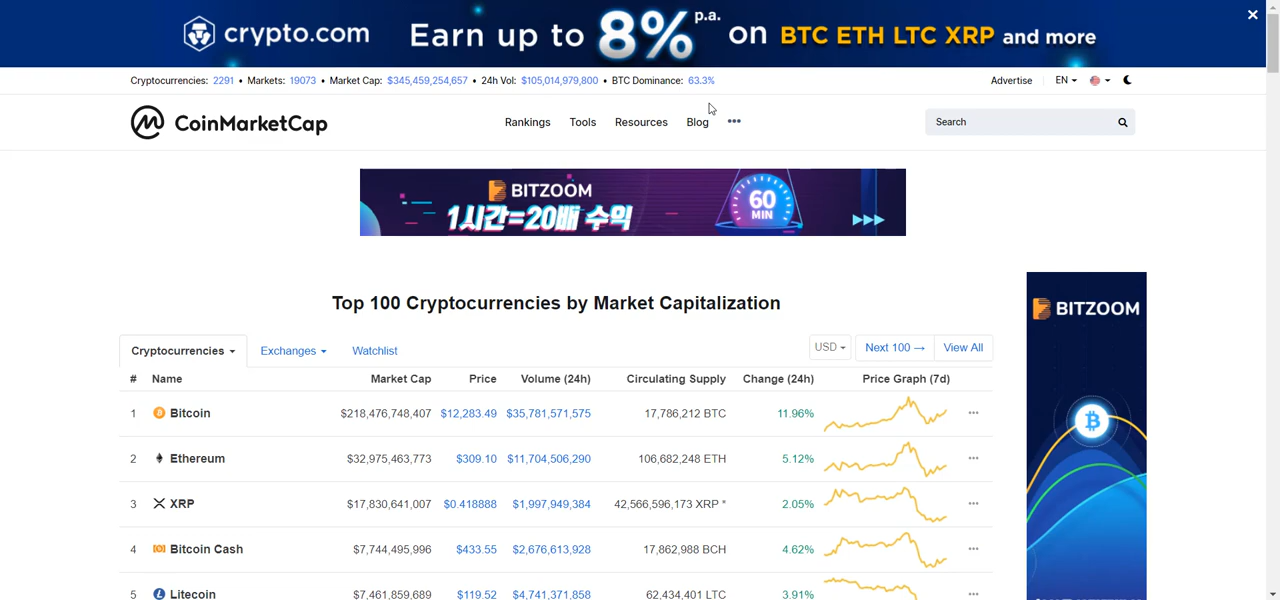 crypto.com Earn up to 8% p.a. on BTC ETH LTC XRP and more
Cryptocurrencies: 2291 • Markets: 19073 • Market Cap: $345,459,254,657 • 24h Vol: $105,014,979,800 • BTC Dominance: 63.3% Advertise EN
CoinMarketCap Rankings Tools Resources Blog ••• Search
BITZOOM
1시간=20배 수익
60
MIN
BITZOOM
Top 100 Cryptocurrencies by Market Capitalization
Cryptocurrencies Exchanges Watchlist USD Next 100 → View All
# Name Market Cap Price Volume (24h) Circulating Supply Change (24h) Price Graph (7d)
1 Bitcoin $218,476,748,407 $12,283.49 $35,781,571,575 17,786,212 BTC 11.96%
2 Ethereum $32,975,463,773 $309.10 $11,704,506,290 106,682,248 ETH 5.12%
3 XRP $17,830,641,007 $0.418888 $1,997,949,384 42,566,596,173 XRP * 2.05%
4 Bitcoin Cash $7,744,495,996 $433.55 $2,676,613,928 17,862,988 BCH 4.62%
5 Litecoin $7,461,859,689 $119.52 $4,741,371,858 62,434,401 LTC 3.91%